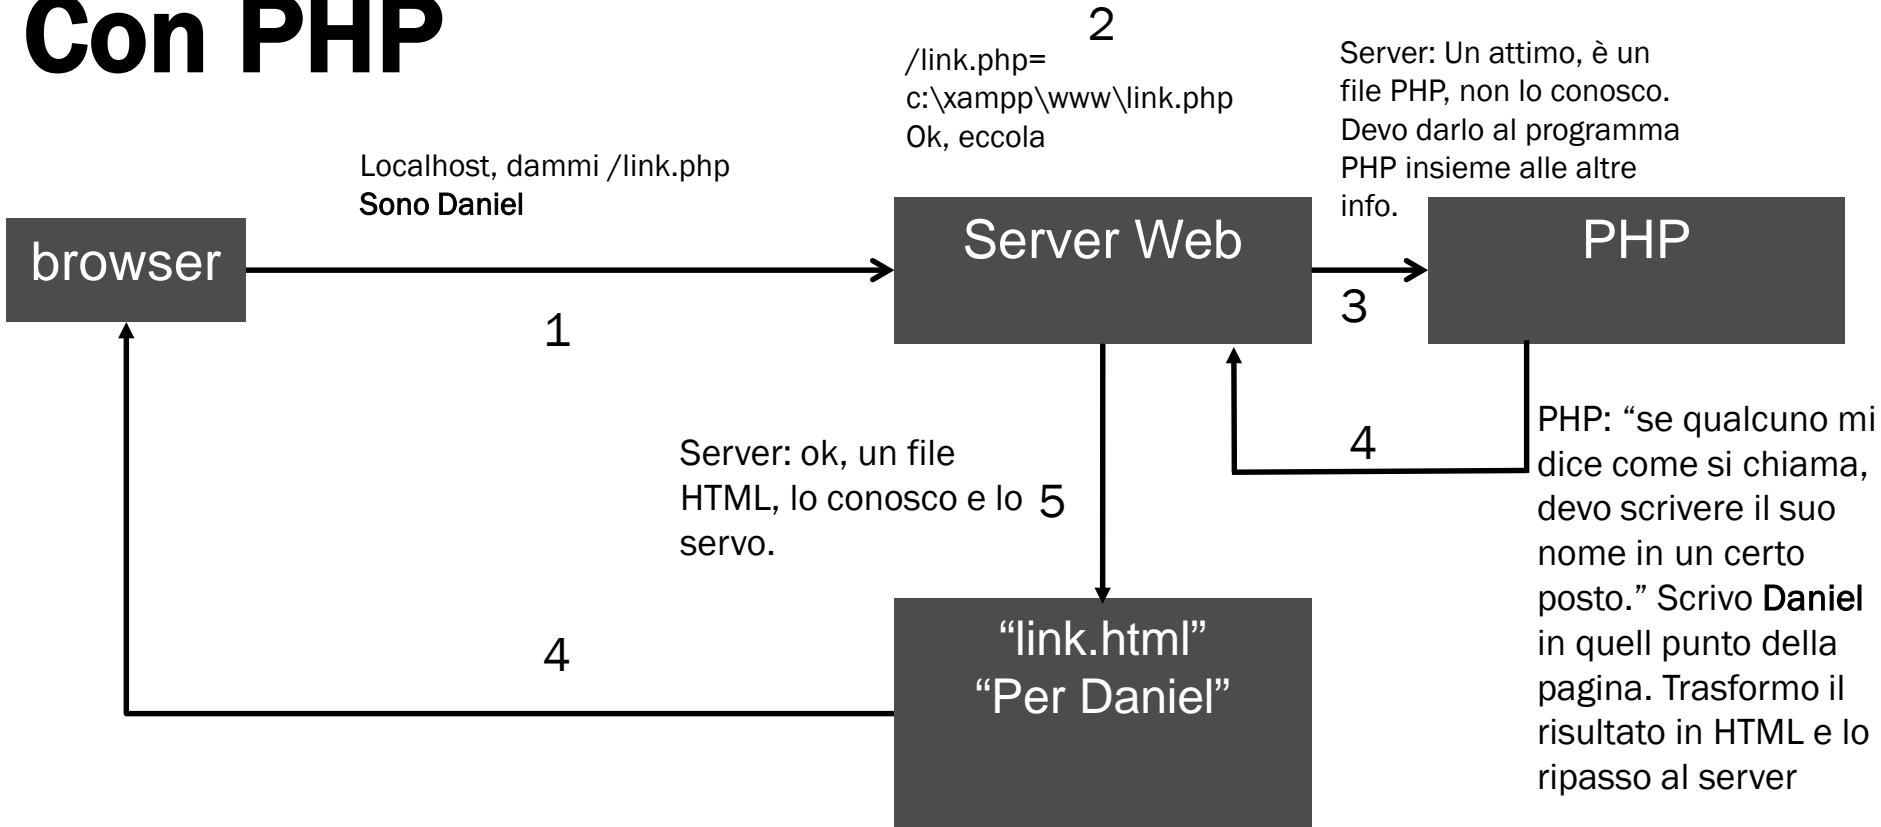 Con PHP
2
/link.php=
c:\xampp\www\link.php
Ok, eccola
Server: Un attimo, è un
file PHP, non lo conosco.
Devo darlo al programma
PHP insieme alle altre
info.
Localhost, dammi /link.php
Sono Daniel
browser
Server Web
PHP
1
3
4
PHP: “se qualcuno mi
dice come si chiama,
devo scrivere il suo
nome in un certo
posto.” Scrivo Daniel
in quell punto della
pagina. Trasformo il
risultato in HTML e lo
ripasso al server
Server: ok, un file
HTML, lo conosco e lo
servo.
5
“link.html”
“Per Daniel”
4